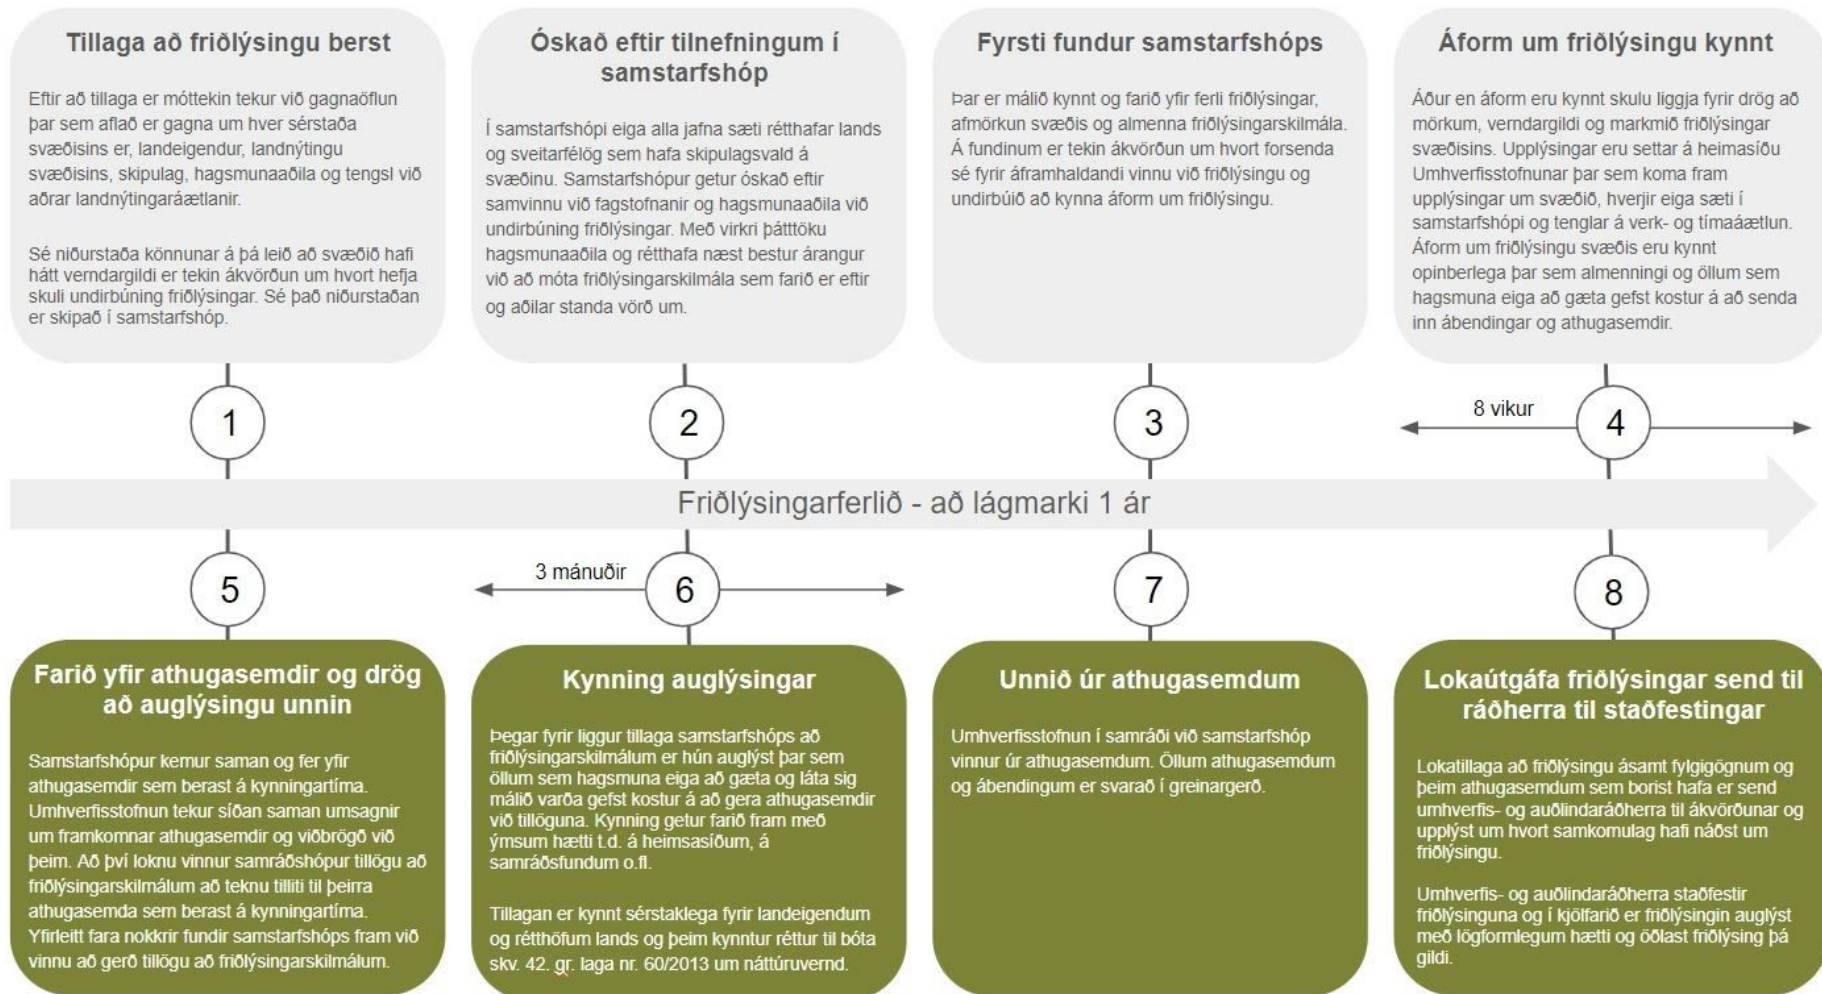 Tillaga að friðlýsingu berst
Eftir að tillaga er móttekin tekur við gagnaöflun
þar sem aflað er gagna um hver sérstaða
svæðisins er, landeigendur, landnýtingu
svæðisins, skipulag, hagsmunaaðila og tengsl við
aðrar landnýtingaráætlanir.
Sé niðurstaða könnunar á þá leið að svæðið hafi
hátt verndargildi er tekin ákvörðun um hvort hefja
skuli undirbúning friðlýsingar. Sé það niðurstaðan
er skipað í samstarfshóp.
Óskað eftir tilnefningum í
samstarfshóp
Í samstarfshópi eiga alla jafna sæti rétthafar lands
og sveitarfélög sem hafa skipulagsvald á
svæðinu. Samstarfshópur getur óskað eftir
samvinnu við fagstofnanir og hagsmunaaðila við
undirbúning friðlýsingar. Með virkri þátttöku
hagsmunaaðila og rétthafa næst bestur árangur
við að móta friðlýsingarskilmála sem farið er eftir
og aðilar standa vörð um.
Fyrsti fundur samstarfshóps
Þar er málið kynnt og farið yfir ferli friðlýsingar,
afmörkun svæðis og almenna friðlýsingarskilmála.
Á fundinum er tekin ákvörðun um hvort forsenda
sé fyrir áframhaldandi vinnu við friðlýsingu og
undirbúið að kynna áform um friðlýsingu.
Áform um friðlýsingu kynnt
Áður en áform eru kynnt skulu liggja fyrir drög að
mörkum, verndargildi og markmið friðlýsingar
svæðisins. Upplýsingar eru settar á heimasíðu
Umhverfisstofnunar þar sem koma fram
upplýsingar um svæðið, hverjir eiga sæti í
samstarfshópi og tenglar á verk- og tímaáætlun.
Áform um friðlýsingu svæðis eru kynnt
opinberlega þar sem almenningi og öllum sem
hagsmuna eiga að gæta gefst kostur á að senda
inn ábendingar og athugasemdir.
1
2
3
8 vikur
4
Friðlýsingarferlið - að lágmarki 1 ár
5
3 mánuðir
6
7
8
Farið yfir athugasemdir og drög
að auglýsingu unnin
Samstarfshópur kemur saman og fer yfir
athugasemdir sem berast á kynningartíma.
Umhverfisstofnun tekur síðan saman umsagnir
um framkomnar athugasemdir og viðbrögð við
þeim. Að því loknu vinnur samráðshópur tillögu að
friðlýsingarskilmálum að teknu tilliti til þeirra
athugasemda sem berast á kynningartíma.
Yfirleitt fara nokkrir fundir samstarfshóps fram við
vinnu að gerð tillögu að friðlýsingarskilmálum.
Kynning auglýsingar
Þegar fyrir liggur tillaga samstarfshóps að
friðlýsingarskilmálum er hún auglýst þar sem
öllum sem hagsmuna eiga að gæta og láta sig
málið varða gefst kostur á að gera athugasemdir
við tillöguna. Kynning getur farið fram með
ýmsum hætti t.d. á heimsasíðum, á
samráðsfundum o.fl.
Tillagan er kynnt sérstaklega fyrir landeigendum
og rétthöfum lands og þeim kynntur réttur til bóta
skv. 42. gr. laga nr. 60/2013 um náttúruvernd.
Unnið úr athugasemdum
Umhverfisstofnun í samráði við samstarfshóp
vinnur úr athugasemdum. Öllum athugasemdum
og ábendingum er svarað í greinargerð.
Lokaútgáfa friðlýsingar send til
ráðherra til staðfestingar
Lokatillaga að friðlýsingu ásamt fylgigögnum og
þeim athugasemdum sem borist hafa er send
umhverfis- og auðlindaráðherra til ákvörðunar og
upplýst um hvort samkomulag hafi náðst um
friðlýsingu.
Umhverfis- og auðlindaráðherra staðfestir
friðlýsinguna og í kjölfarið er friðlýsingin auglýst
með lögformlegum hætti og öðlast friðlýsing þá
gildi.